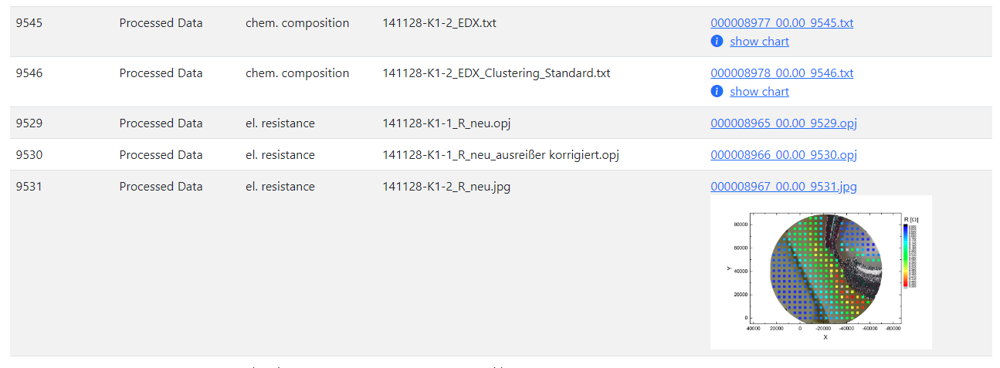 9545 Processed Data chem. composition 141128-K1-2_EDX.txt 000008977_00.00_9545.txt
show chart
9546 Processed Data chem. composition 141128-K1-2_EDX_Clustering_Standard.txt 000008978_00.00_9546.txt
show chart
9529 Processed Data el. resistance 141128-K1-1_R_neu.opj 000008965_00.00_9529.opj
9530 Processed Data el. resistance 141128-K1-1_R_neu_ausreißer korrigiert.opj 000008966_00.00_9530.opj
9531 Processed Data el. resistance 141128-K1-2_R_neu.jpg 000008967_00.00_9531.jpg
R [Ω]
80000
60000
Y
40000
20000
0
40000 20000 0 -20000 -40000 -60000 -80000
X